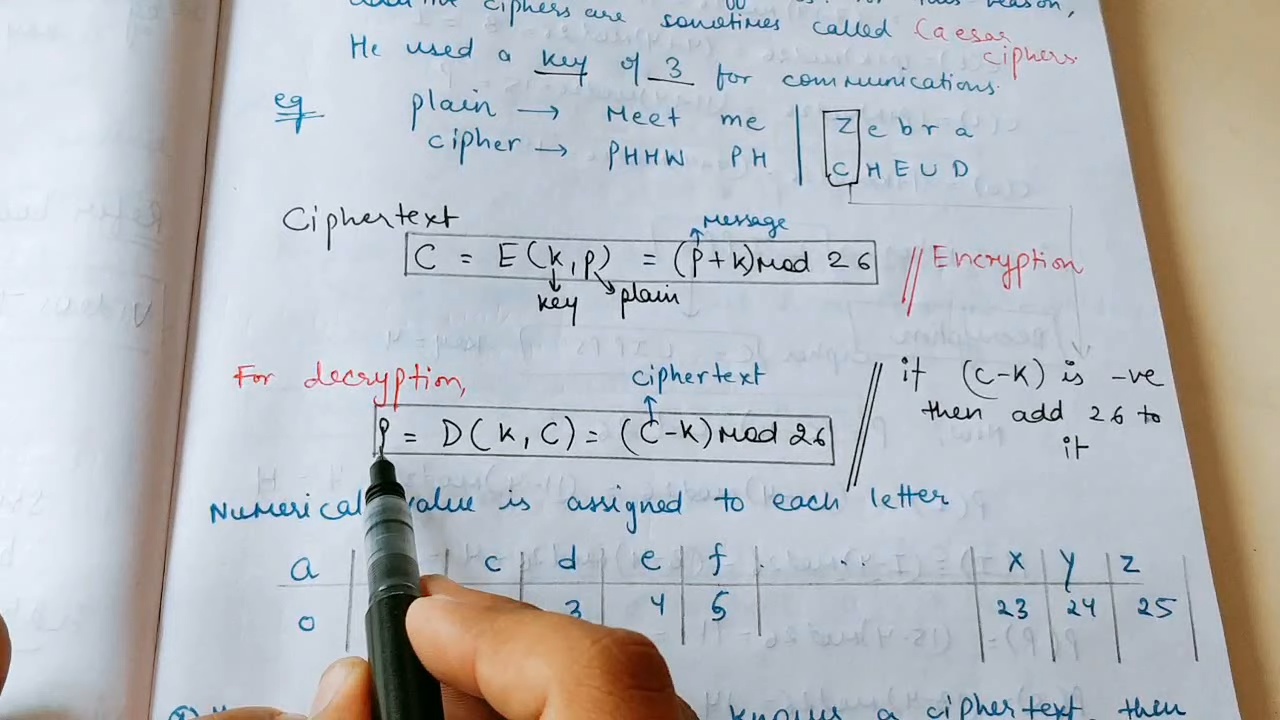 ciphers are sometimes called Caesar
ciphers.
He used a key of 3 for communications.
eg plain → Meet me | Zebra
cipher → PHHW PH | CHEUD
Ciphertext
message
C = E(k,p) = (p+k)mod 26 // Encryption
key plain
For decryption,
ciphertext
P = D(K, C) = (C-K)mod 26
// if (C-K) is -ve
then add 26 to
it
Numerical value is assigned to each letter
a c d e f . . . x y z
0 3 4 5 23 24 25
knows a ciphertext, then